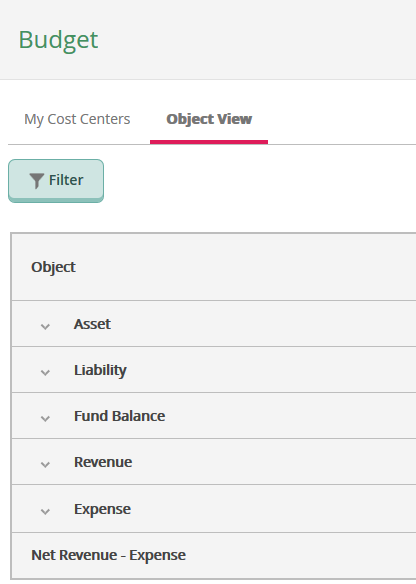 Budget
My Cost Centers Object View
Filter
Object
Asset
Liability
Fund Balance
Revenue
Expense
Net Revenue - Expense